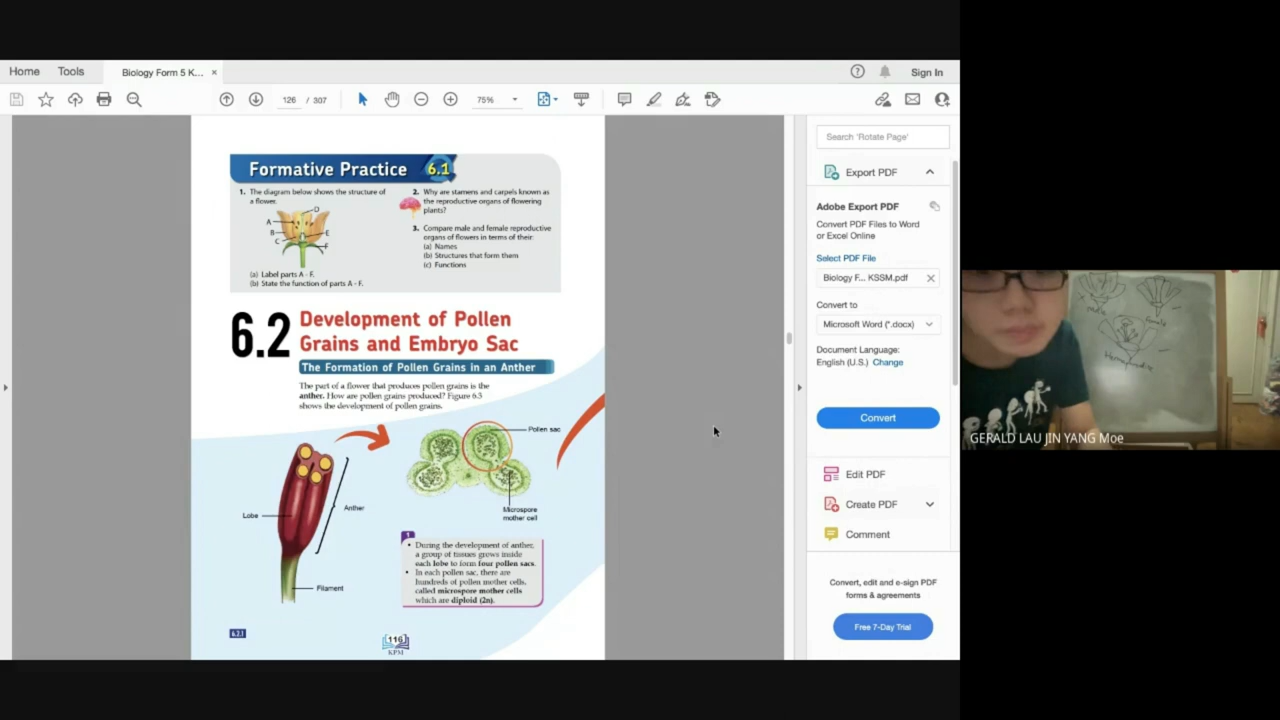 Home
Tools
Biology Form 5 K...
Sign In
126 / 307
75%
Formative Practice 6.1
1. The diagram below shows the structure of
a flower.
D
A
B
E
C
F
(a) Label parts A - F.
(b) State the function of parts A - F.
2. Why are stamens and carpels known as
the reproductive organs of flowering
plants?
3. Compare male and female reproductive
organs of flowers in terms of their:
(a) Names
(b) Structures that form them
(c) Functions
6.2 Development of Pollen
Grains and Embryo Sac
The Formation of Pollen Grains in an Anther
The part of a flower that produces pollen grains is the
anther. How are pollen grains produced? Figure 6.3
shows the development of pollen grains.
Pollen sac
Microspore
mother cell
Lobe
Anther
Filament
1
• During the development of anther,
a group of tissues grows inside
each lobe to form four pollen sacs.
• In each pollen sac, there are
hundreds of pollen mother cells,
called microspore mother cells
which are diploid (2n).
6.2.1
116
KPM
Search 'Rotate Page'
Export PDF
Adobe Export PDF
Convert PDF Files to Word
or Excel Online
Select PDF File
Biology F... KSSM.pdf
Convert to
Microsoft Word (*.docx)
Document Language:
English (U.S.) Change
Convert
Edit PDF
Create PDF
Comment
Convert, edit and e-sign PDF
forms & agreements
Free 7-Day Trial
GERALD LAU JIN YANG Moe